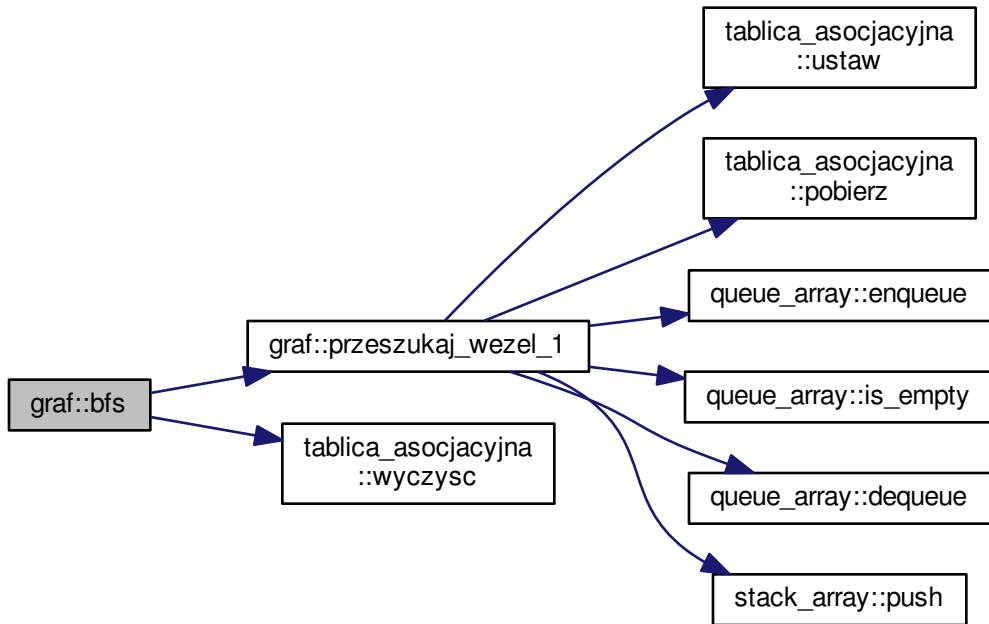 tablica_asocjacyjna
::ustaw
tablica_asocjacyjna
::pobierz
queue_array::enqueue
graf::przeszukaj_wezel_1
queue_array::is_empty
graf::bfs
tablica_asocjacyjna
::wyczysc
queue_array::dequeue
stack_array::push